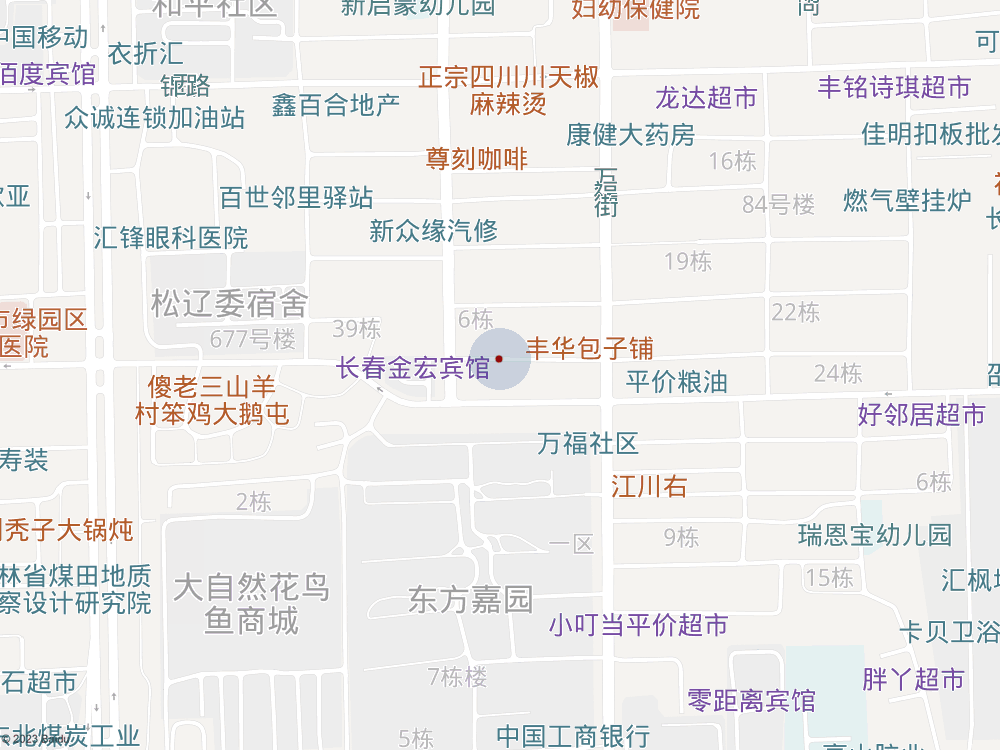 和平社区
新启蒙幼儿园
妇幼保健院
中国移动
衣折汇
可
百度宾馆
正宗四川川天椒
麻辣烫
铁路
众诚连锁加油站
鑫百合地产
龙达超市
丰铭诗琪超市
康健大药房
佳明扣板批发
尊刻咖啡
16栋
万福街
百世邻里驿站
84号楼
燃气壁挂炉
亚
长
新众缘汽修
汇锋眼科医院
19栋
松辽委宿舍
市绿园区
医院
677号楼
39栋
6栋
22栋
丰华包子铺
长春金宏宾馆
平价粮油
24栋
傻老三山羊
村笨鸡大鹅屯
好邻居超市
万福社区
寿装
江川右
6栋
2栋
秃子大锅炖
9栋
一区
瑞恩宝幼儿园
林省煤田地质
察设计研究院
大自然花鸟
鱼商城
东方嘉园
15栋
汇枫
小叮当平价超市
卡贝卫浴
石超市
7栋楼
胖丫超市
零距离宾馆
东北煤炭工业
5栋
中国工商银行
© 2023 Baidu